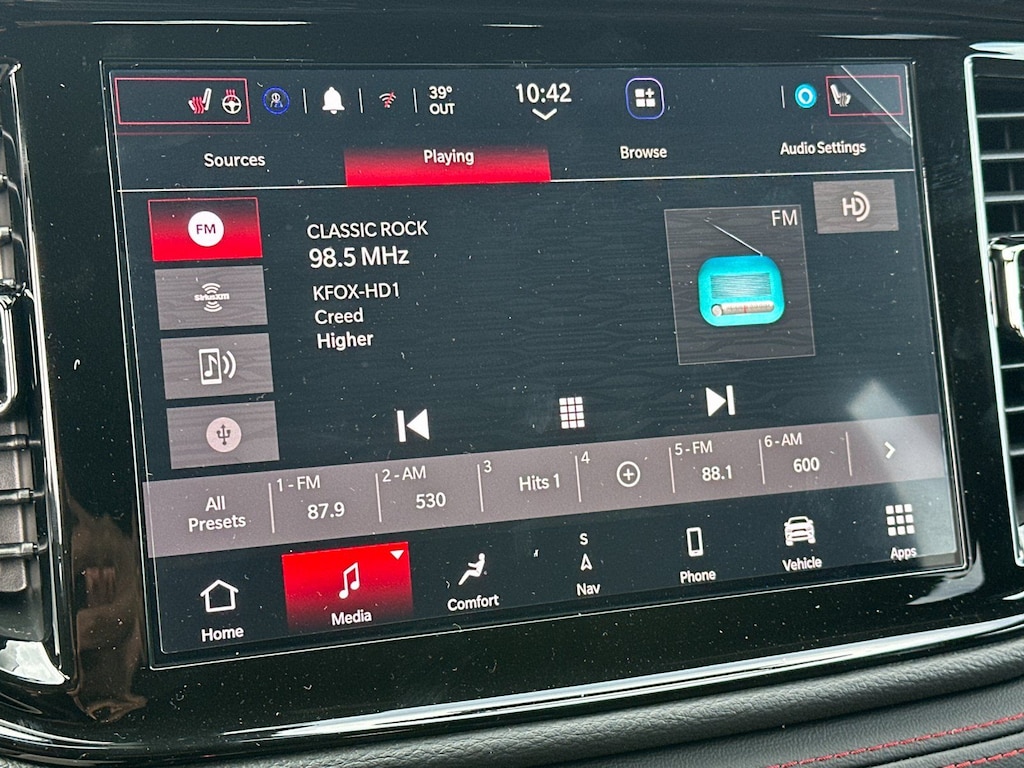 39°
OUT
10:42
Sources
Playing
Browse
Audio Settings
FM
CLASSIC ROCK
98.5 MHz
KFOX-HD1
Creed
Higher
FM
HD
SiriusXM
All
Presets
1 - FM
87.9
2 - AM
530
3
Hits 1
4
5 - FM
88.1
6 - AM
600
Home
Media
Comfort
S
Nav
Phone
Vehicle
Apps